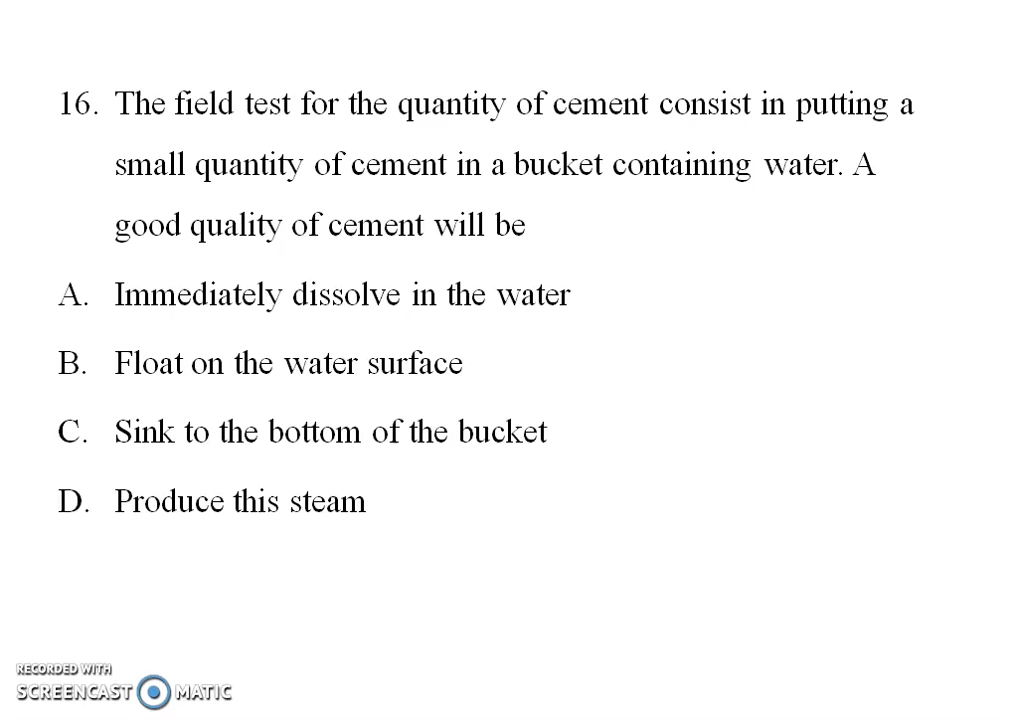 16. The field test for the quantity of cement consist in putting a
small quantity of cement in a bucket containing water. A
good quality of cement will be
A. Immediately dissolve in the water
B. Float on the water surface
C. Sink to the bottom of the bucket
D. Produce this steam
RECORDED WITH
SCREENCAST MATIC